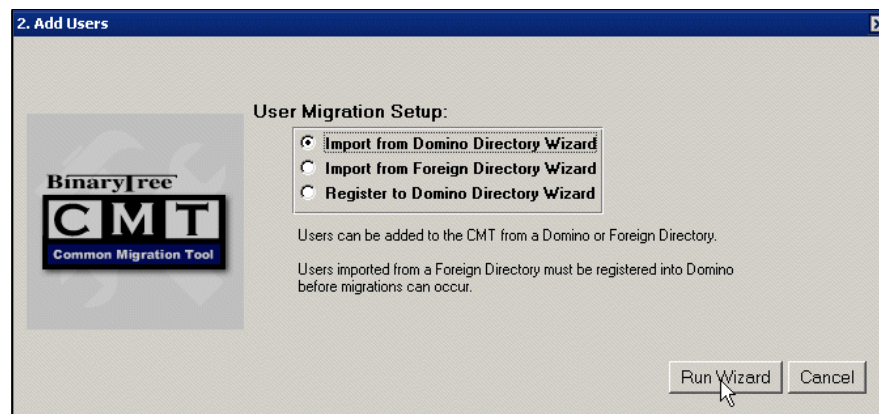 2. Add Users
User Migration Setup:
Import from Domino Directory Wizard
Import from Foreign Directory Wizard
Register to Domino Directory Wizard
BinaryTree
CMT
Common Migration Tool
Users can be added to the CMT from a Domino or Foreign Directory.
Users imported from a Foreign Directory must be registered into Domino
before migrations can occur.
Run Wizard
Cancel